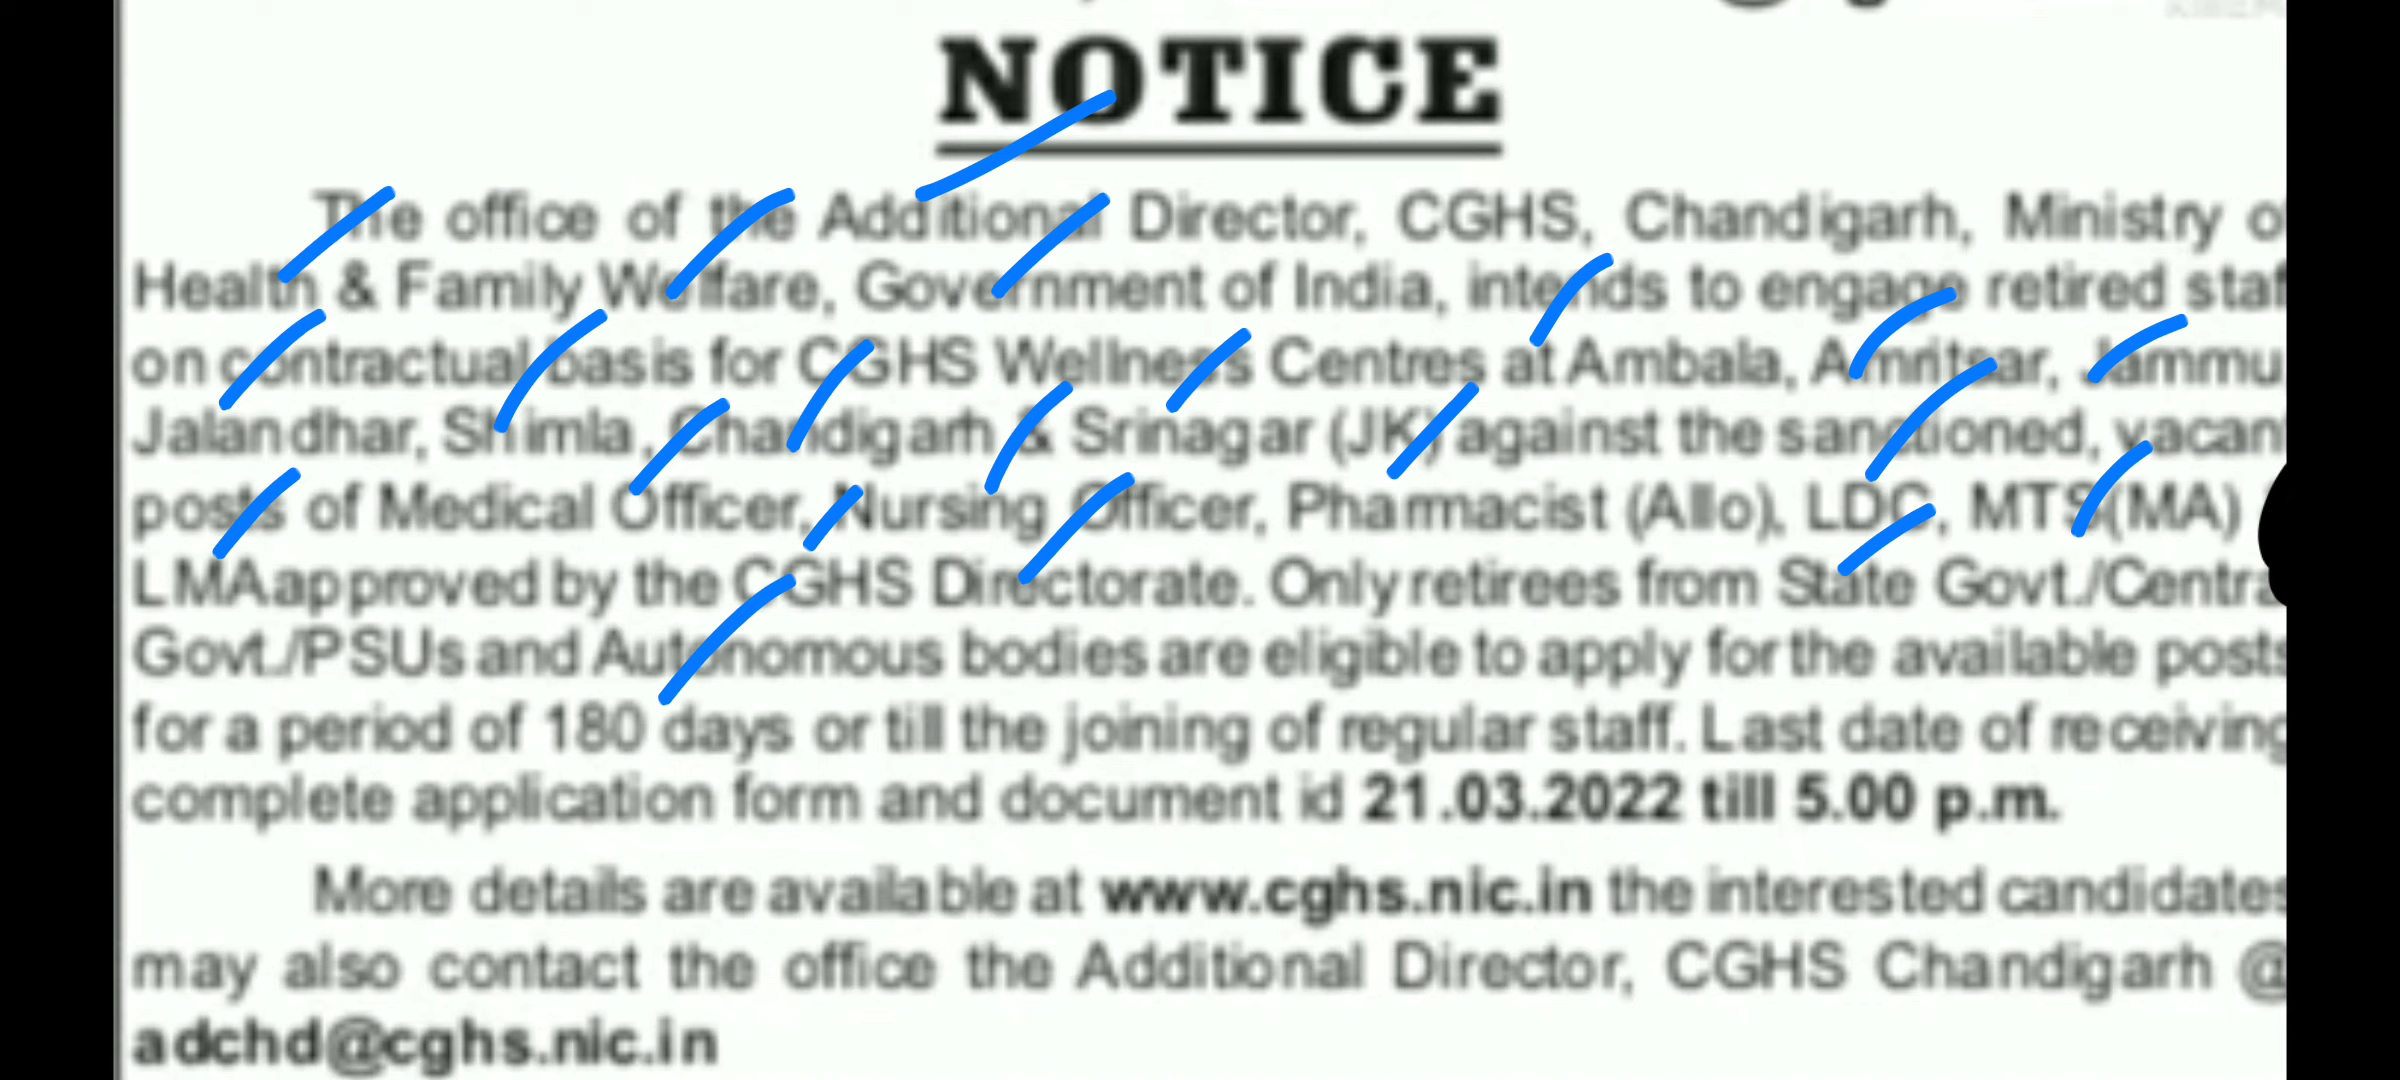 NOTICE
The office of the Additional Director, CGHS, Chandigarh, Ministry o
Health & Family Welfare, Government of India, intends to engage retired staf
on contractual basis for CGHS Wellness Centres at Ambala, Amritsar, Jammu
Jalandhar, Shimla, Chandigarh & Srinagar (JK) against the sanctioned, vacant
posts of Medical Officer, Nursing Officer, Pharmacist (Allo), LDC, MTS(MA)
LMA approved by the CGHS Directorate. Only retirees from State Govt./Centra
Govt./PSUs and Autonomous bodies are eligible to apply for the available posts
for a period of 180 days or till the joining of regular staff. Last date of receiving
complete application form and document id 21.03.2022 till 5.00 p.m.
More details are available at www.cghs.nic.in the interested candidates
may also contact the office the Additional Director, CGHS Chandigarh @
adchd@cghs.nic.in